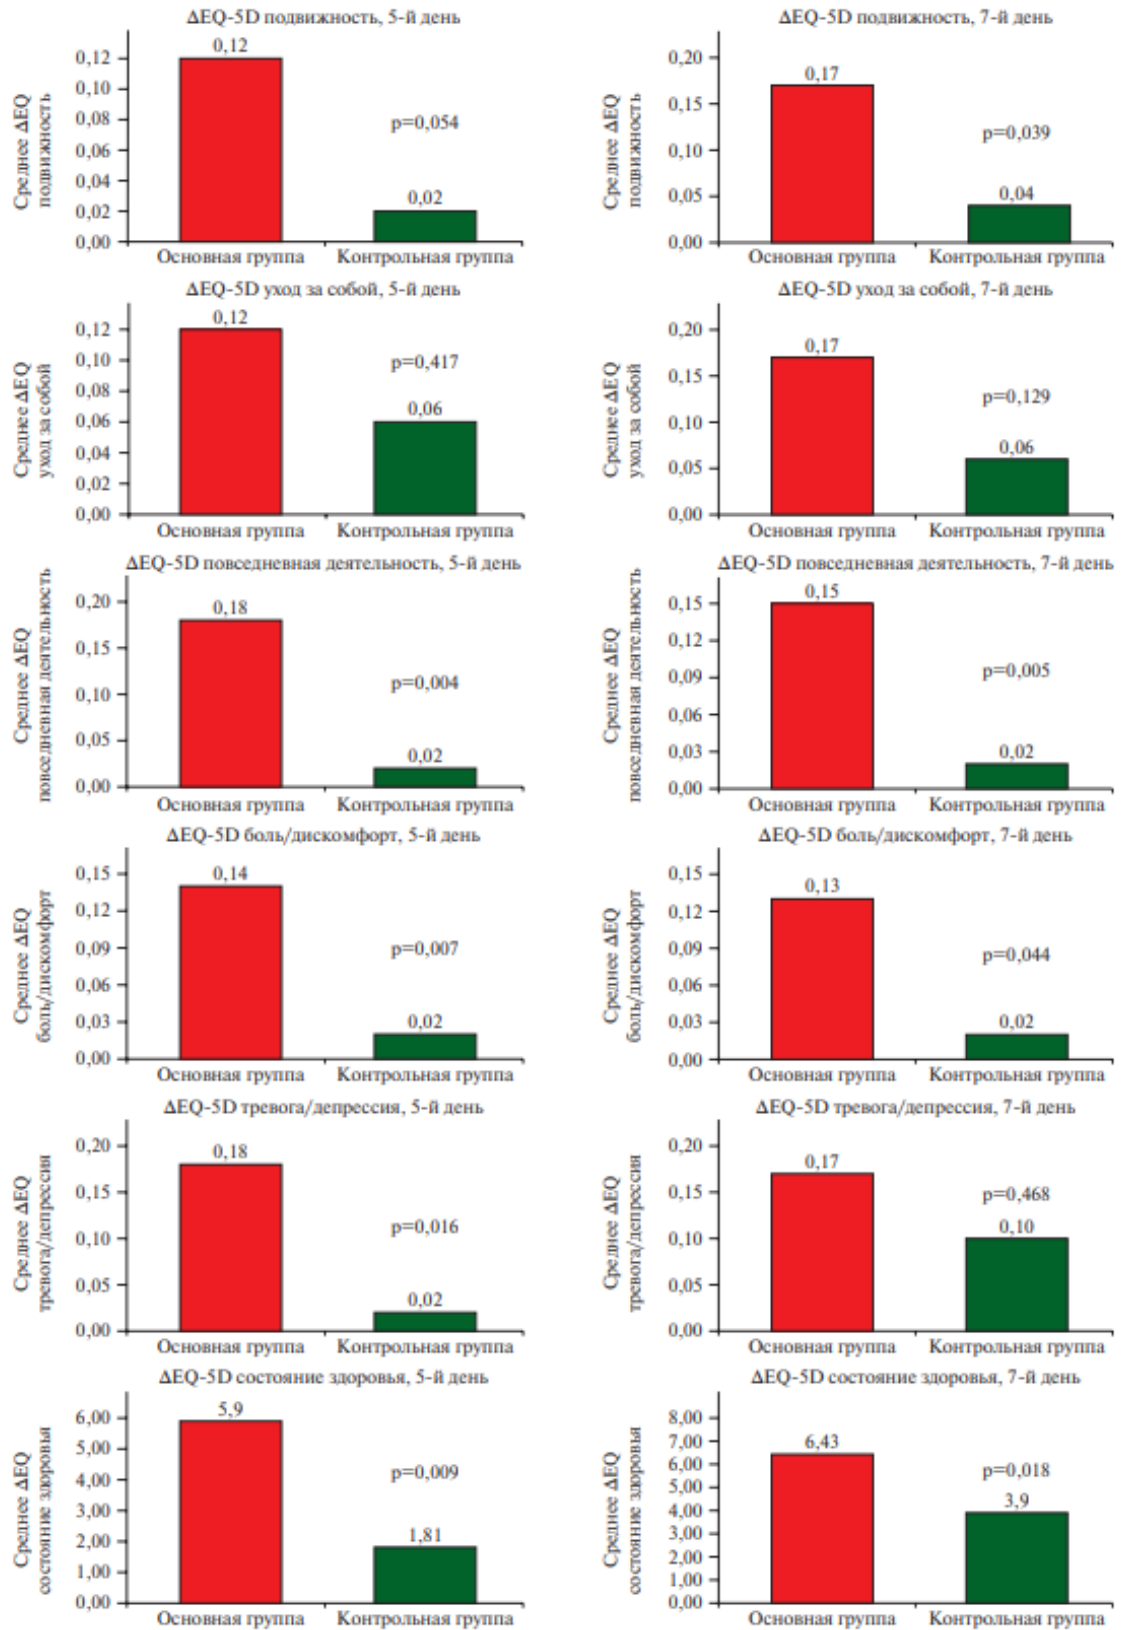 ΔEQ-5D подвижность, 5-й день
Среднее ΔEQ
подвижность
0,12
0,10
0,08
0,06
0,04
0,02
0,00
0,12
p=0,054
0,02
Основная группа Контрольная группа
ΔEQ-5D подвижность, 7-й день
Среднее ΔEQ
подвижность
0,20
0,15
0,10
0,05
0,00
0,17
p=0,039
0,04
Основная группа Контрольная группа
ΔEQ-5D уход за собой, 5-й день
Среднее ΔEQ
уход за собой
0,12
0,10
0,08
0,06
0,04
0,02
0,00
0,12
p=0,417
0,06
Основная группа Контрольная группа
ΔEQ-5D уход за собой, 7-й день
Среднее ΔEQ
уход за собой
0,20
0,15
0,10
0,05
0,00
0,17
p=0,129
0,06
Основная группа Контрольная группа
ΔEQ-5D повседневная деятельность, 5-й день
Среднее ΔEQ
повседневная деятельность
0,20
0,15
0,10
0,05
0,00
0,18
p=0,004
0,02
Основная группа Контрольная группа
ΔEQ-5D повседневная деятельность, 7-й день
Среднее ΔEQ
повседневная деятельность
0,15
0,12
0,09
0,06
0,03
0,00
0,15
p=0,005
0,02
Основная группа Контрольная группа
ΔEQ-5D боль/дискомфорт, 5-й день
Среднее ΔEQ
боль/дискомфорт
0,15
0,12
0,09
0,06
0,03
0,00
0,14
p=0,007
0,02
Основная группа Контрольная группа
ΔEQ-5D боль/дискомфорт, 7-й день
Среднее ΔEQ
боль/дискомфорт
0,15
0,12
0,09
0,06
0,03
0,00
0,13
p=0,044
0,02
Основная группа Контрольная группа
ΔEQ-5D тревога/депрессия, 5-й день
Среднее ΔEQ
тревога/депрессия
0,20
0,15
0,10
0,05
0,00
0,18
p=0,016
0,02
Основная группа Контрольная группа
ΔEQ-5D тревога/депрессия, 7-й день
Среднее ΔEQ
тревога/депрессия
0,20
0,15
0,10
0,05
0,00
0,17
p=0,468
0,10
Основная группа Контрольная группа
ΔEQ-5D состояние здоровья, 5-й день
Среднее ΔEQ
состояние здоровья
6,00
5,00
4,00
3,00
2,00
1,00
0,00
5,9
p=0,009
1,81
Основная группа Контрольная группа
ΔEQ-5D состояние здоровья, 7-й день
Среднее ΔEQ
состояние здоровья
8,00
7,00
6,00
5,00
4,00
3,00
2,00
1,00
0,00
6,43
p=0,018
3,9
Основная группа Контрольная группа